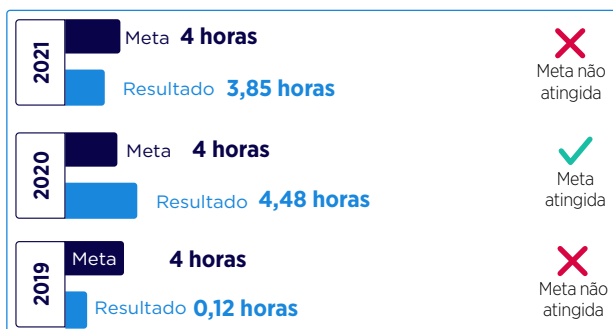 2021
Meta 4 horas
Resultado 3,85 horas
Meta não
atingida
2020
Meta 4 horas
Resultado 4,48 horas
Meta
atingida
2019
Meta 4 horas
Resultado 0,12 horas
Meta não
atingida